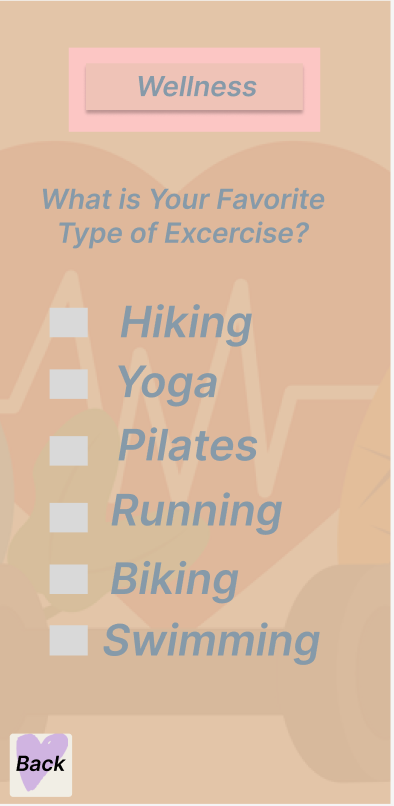 Wellness
What is Your Favorite
Type of Excercise?
Hiking
Yoga
Pilates
Running
Biking
Swimming
Back